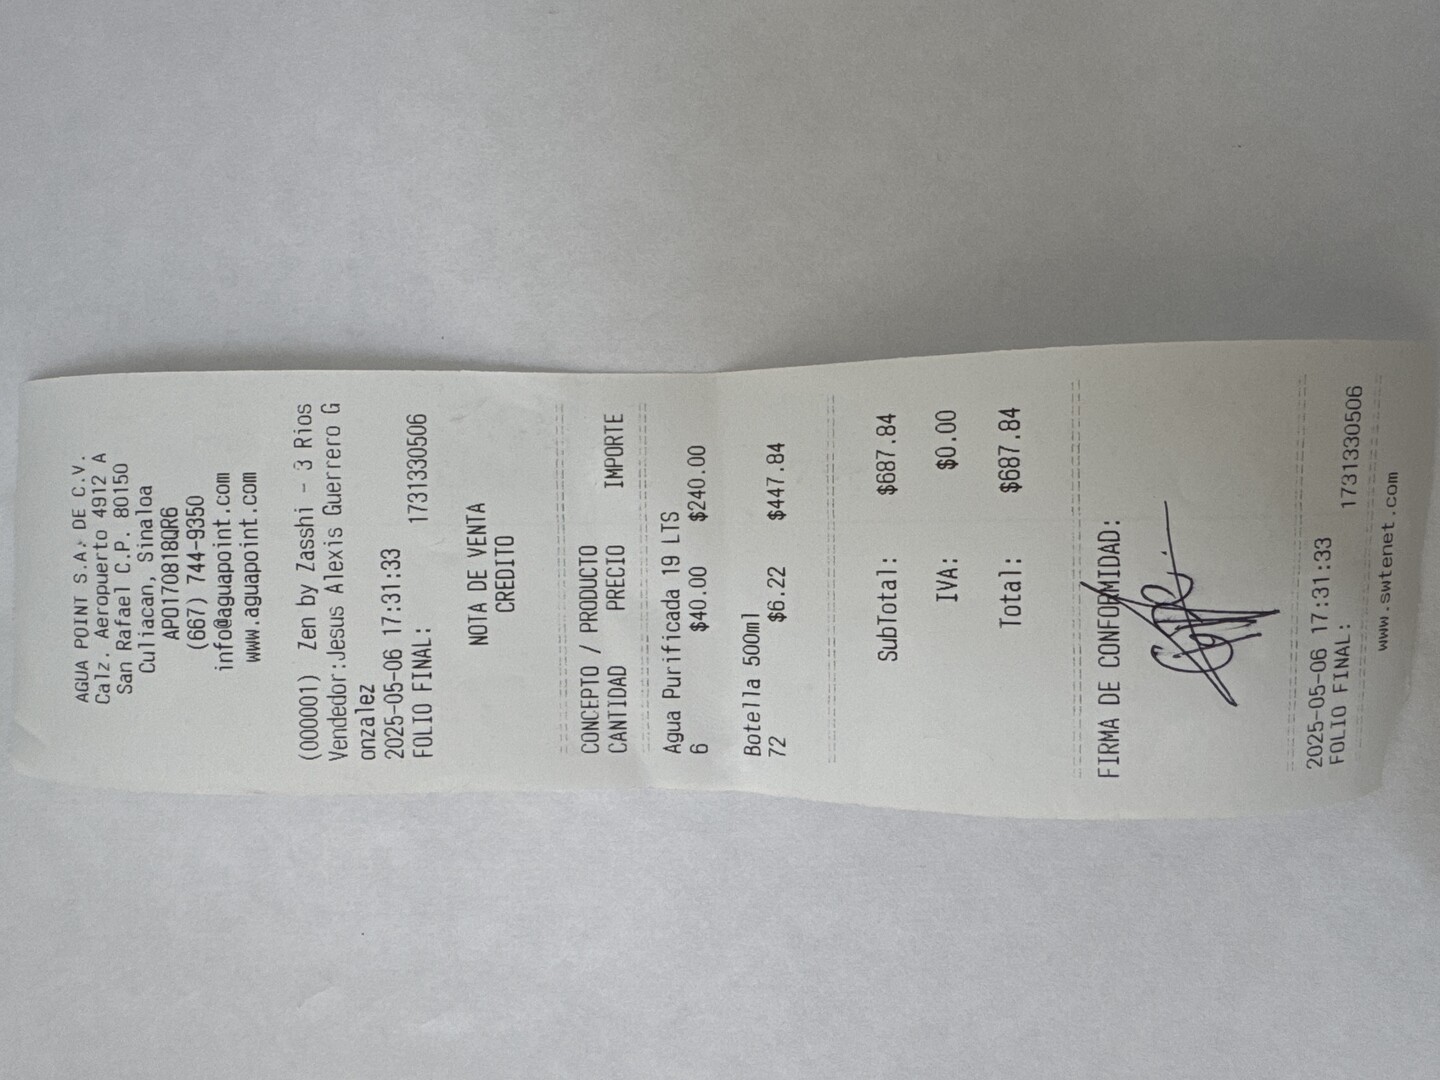 AGUA POINT S.A. DE C.V.
Calz. Aeropuerto 4912 A
San Rafael C.P. 80150
Culiacan, Sinaloa
APO170818QR6
(667) 744-9350
info@aguapoint.com
www.aguapoint.com
(000001) Zen by Zasshi - 3 Rios
Vendedor:Jesus Alexis Guerrero G
onzalez
2025-05-06 17:31:33
FOLIO FINAL: 1731330506
NOTA DE VENTA
CREDITO
CONCEPTO / PRODUCTO
CANTIDAD PRECIO IMPORTE
Agua Purificada 19 LTS
6 $40.00 $240.00
Botella 500ml
72 $6.22 $447.84
SubTotal: $687.84
IVA: $0.00
Total: $687.84
FIRMA DE CONFORMIDAD:
2025-05-06 17:31:33
FOLIO FINAL: 1731330506
www.swtenet.com